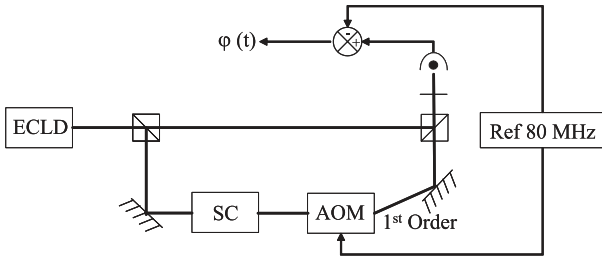 φ (t)
- +
ECLD
Ref 80 MHz
SC
AOM
1st Order